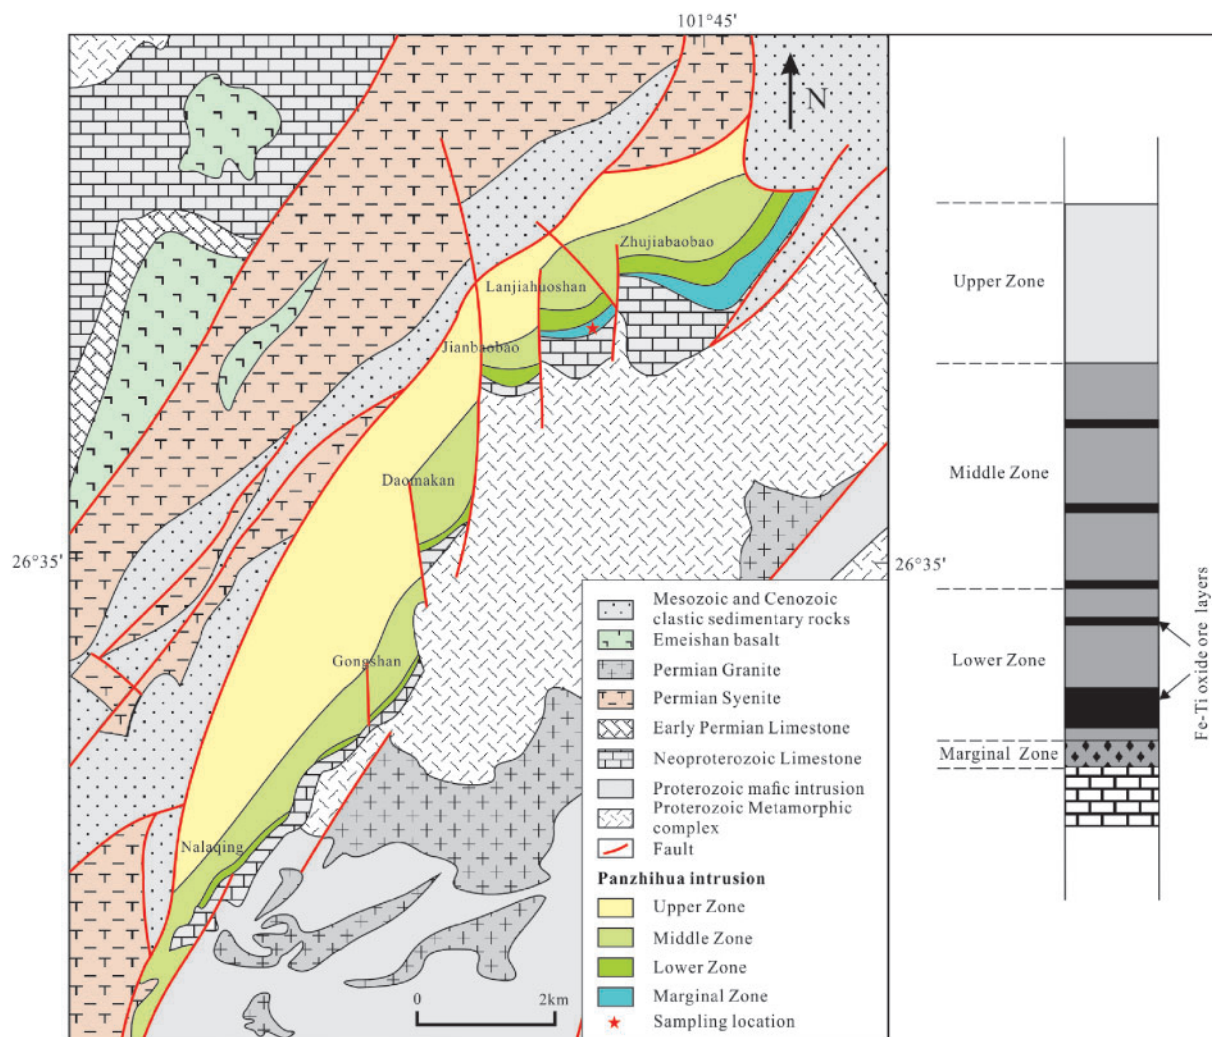 101°45'
N
Zhujiabaobao
Lanjiahuoshan
Jianbaobao
Daomakan
26°35'
26°35'
Gongshan
Nalaqing
0
2km
Mesozoic and Cenozoic
clastic sedimentary rocks
Emeishan basalt
Permian Granite
Permian Syenite
Early Permian Limestone
Neoproterozoic Limestone
Proterozoic mafic intrusion
Proterozoic Metamorphic
complex
Fault
Panzhihua intrusion
Upper Zone
Middle Zone
Lower Zone
Marginal Zone
Sampling location
Upper Zone
Middle Zone
Lower Zone
Marginal Zone
Fe-Ti oxide ore layers